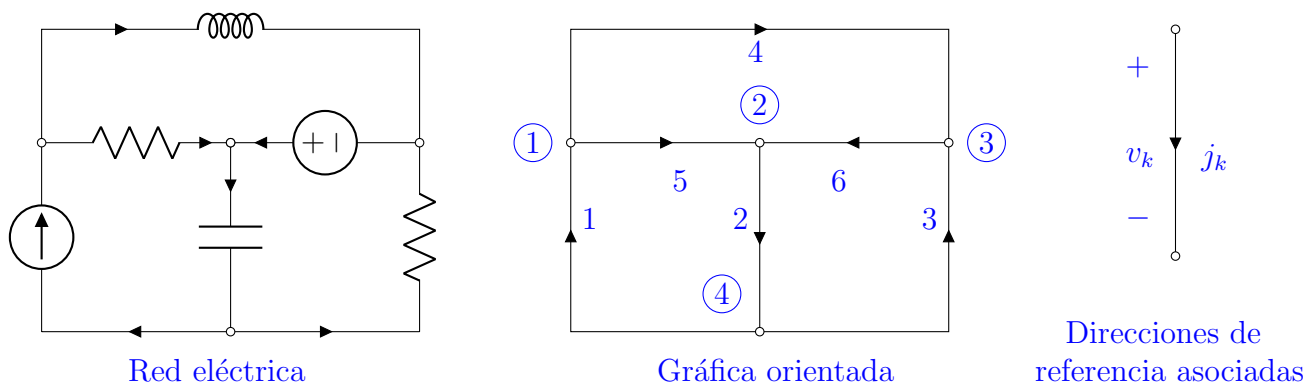 + −
Red eléctrica
4
2
1
3
5
6
1
2
3
4
Gráfica orientada
+
v_k j_k
−
Direcciones de
referencia asociadas